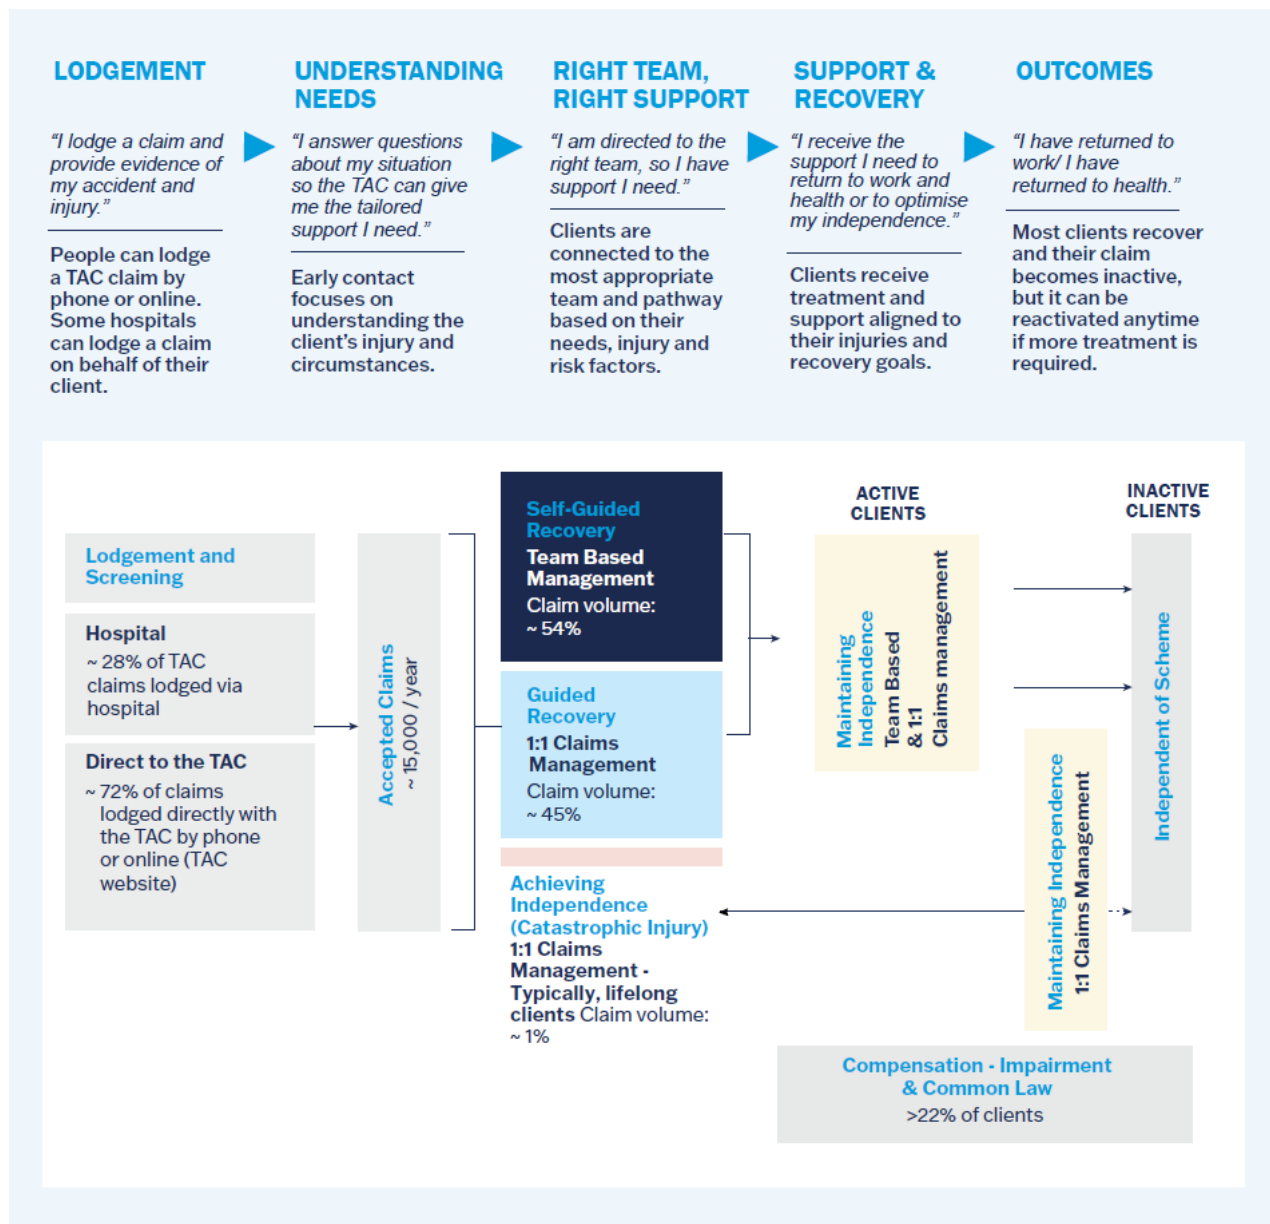 LODGEMENT
“I lodge a claim and
provide evidence of
my accident and
injury.”
People can lodge
a TAC claim by
phone or online.
Some hospitals
can lodge a claim
on behalf of their
client.
UNDERSTANDING
NEEDS
“I answer questions
about my situation
so the TAC can give
me the tailored
support I need.”
Early contact
focuses on
understanding the
client’s injury and
circumstances.
RIGHT TEAM,
RIGHT SUPPORT
“I am directed to the
right team, so I have
support I need.”
Clients are
connected to the
most appropriate
team and pathway
based on their
needs, injury and
risk factors.
SUPPORT &
RECOVERY
“I receive the
support I need to
return to work and
health or to optimise
my independence.”
Clients receive
treatment and
support aligned to
their injuries and
recovery goals.
OUTCOMES
“I have returned to
work/ I have
returned to health.”
Most clients recover
and their claim
becomes inactive,
but it can be
reactivated anytime
if more treatment is
required.
Lodgement and
Screening
Hospital
~ 28% of TAC
claims lodged via
hospital
Direct to the TAC
~ 72% of claims
lodged directly with
the TAC by phone
or online (TAC
website)
Accepted Claims
~ 15,000 / year
Self-Guided
Recovery
Team Based
Management
Claim volume:
~ 54%
Guided
Recovery
1:1 Claims
Management
Claim volume:
~ 45%
Achieving
Independence
(Catastrophic Injury)
1:1 Claims
Management -
Typically, lifelong
clients Claim volume:
~ 1%
ACTIVE
CLIENTS
Maintaining
Independence
Team Based
& 1:1
Claims management
INACTIVE
CLIENTS
Independent of Scheme
Maintaining Independence
1:1 Claims Management
Compensation - Impairment
& Common Law
>22% of clients